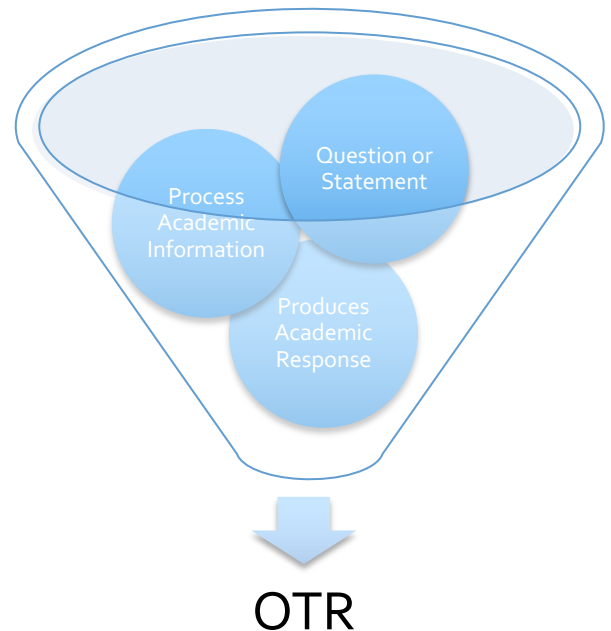 Question or
Statement
Process
Academic
Information
Produces
Academic
Response
OTR